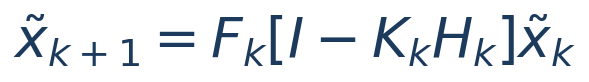 x̃ₖ₊₁ = Fₖ[I − KₖHₖ]x̃ₖ